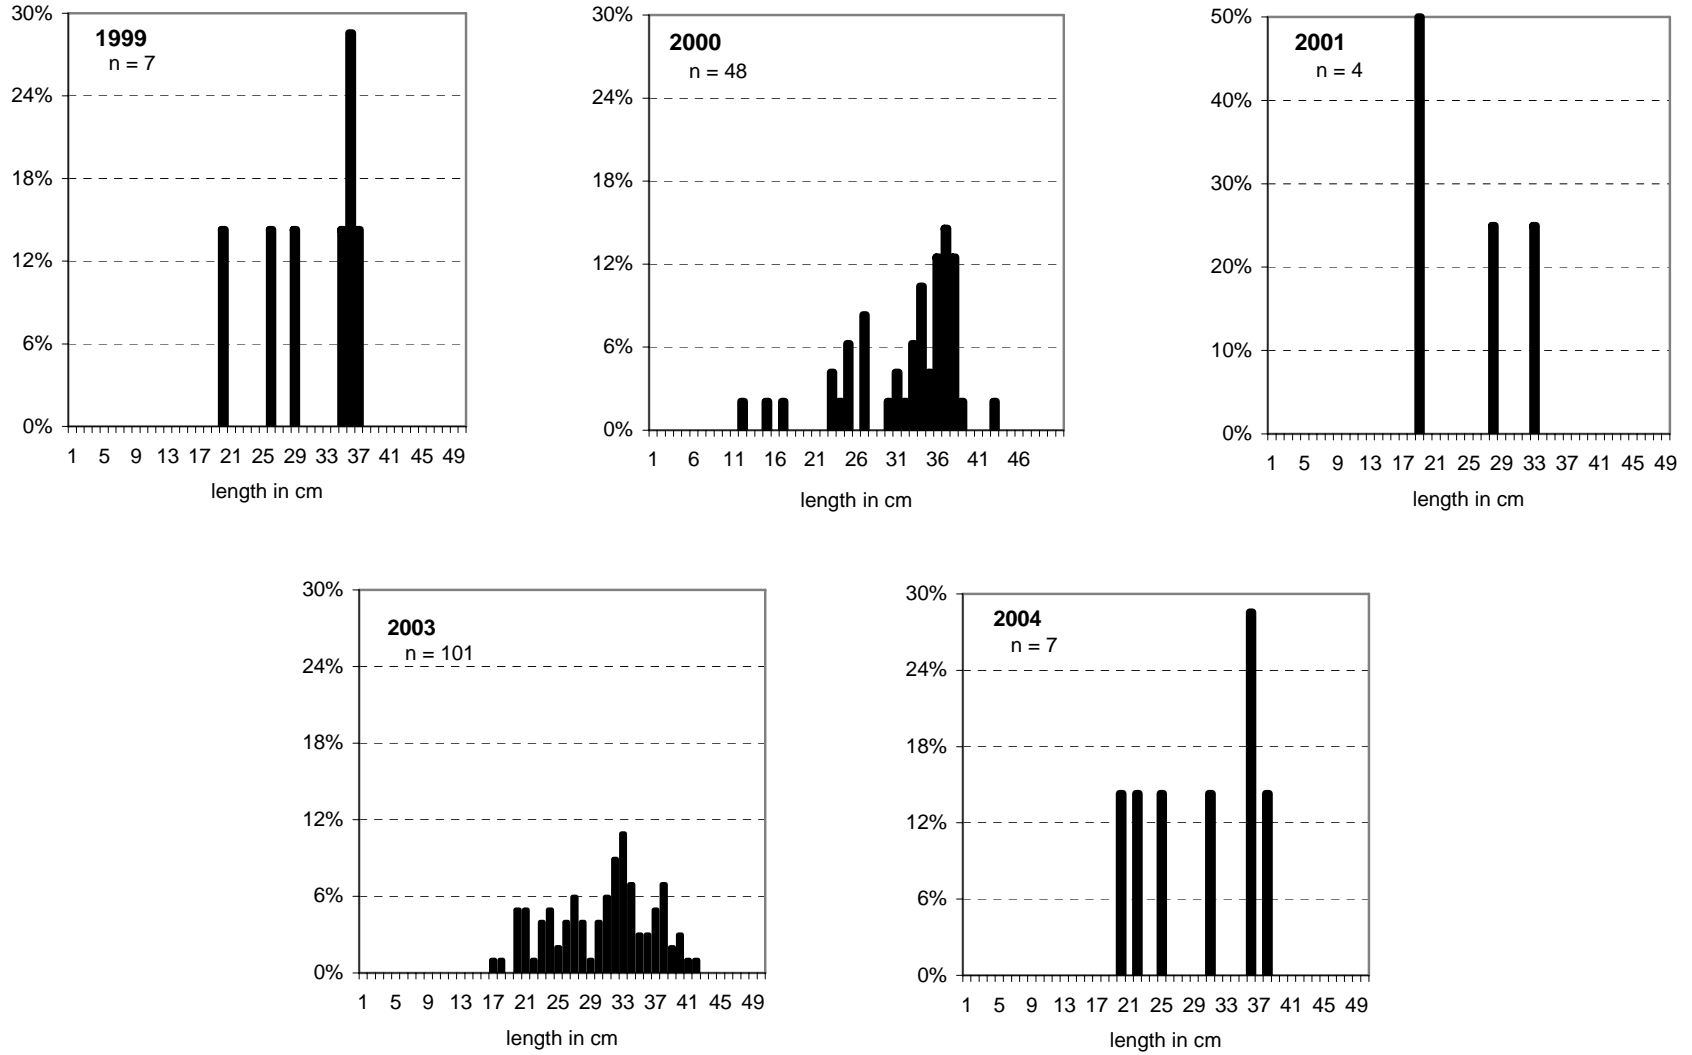 30%
24%
18%
12%
6%
0%
1999
n = 7
1 5 9 13 17 21 25 29 33 37 41 45 49
length in cm
30%
24%
18%
12%
6%
0%
2000
n = 48
1 6 11 16 21 26 31 36 41 46
length in cm
50%
40%
30%
20%
10%
0%
2001
n = 4
1 5 9 13 17 21 25 29 33 37 41 45 49
length in cm
30%
24%
18%
12%
6%
0%
2003
n = 101
1 5 9 13 17 21 25 29 33 37 41 45 49
length in cm
30%
24%
18%
12%
6%
0%
2004
n = 7
1 5 9 13 17 21 25 29 33 37 41 45 49
length in cm